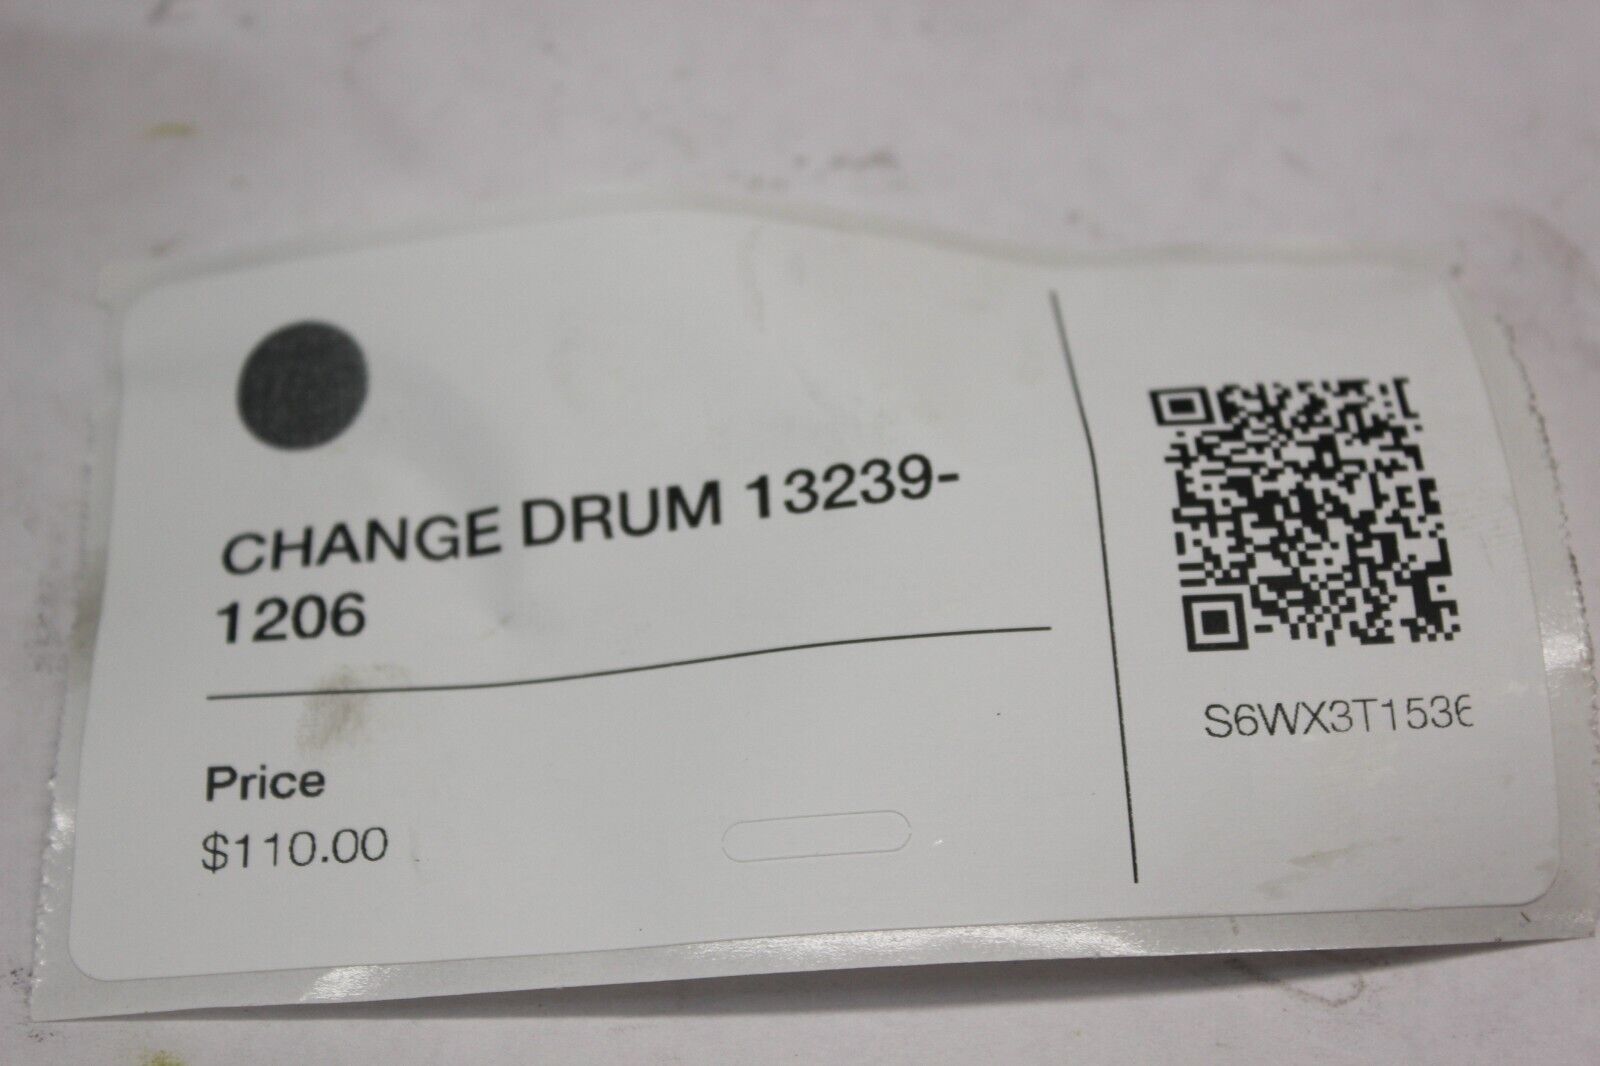 CHANGE DRUM 13239-
1206
Price
$110.00
S6WX3T1536